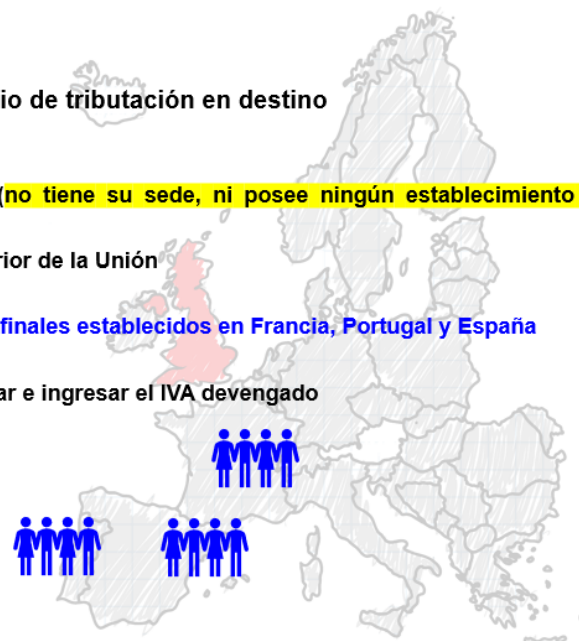 io de tributación en destino
(no tiene su sede, ni posee ningún establecimiento
rior de la Unión
finales establecidos en Francia, Portugal y España
ar e ingresar el IVA devengado